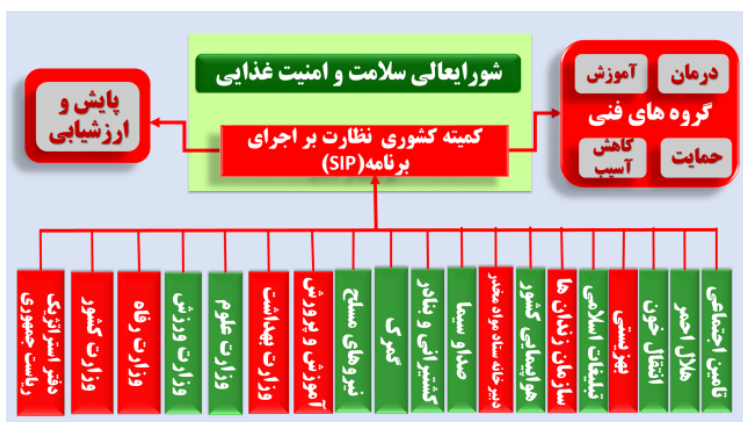 شورایعالی سلامت و امنیت غذایی
کمیته کشوری نظارت بر اجرای
برنامه(SIP)
درمان
آموزش
گروه های فنی
حمایت
کاهش
آسیب
پایش و
ارزشیابی
تامین اجتماعی
هلال احمر
انتقال خون
بهزیستی
تبلیغات اسلامی
سازمان زندان ها
هواپیمایی کشور
دبیرخانه ستاد مواد مخدر
صدا و سیما
کشتیرانی و بنادر
گمرک
نیروهای مسلح
آموزش و پرورش
وزارت بهداشت
وزارت علوم
وزارت ورزش
وزارت رفاه
وزارت کشور
دفتر استراتژیک
ریاست جمهوری